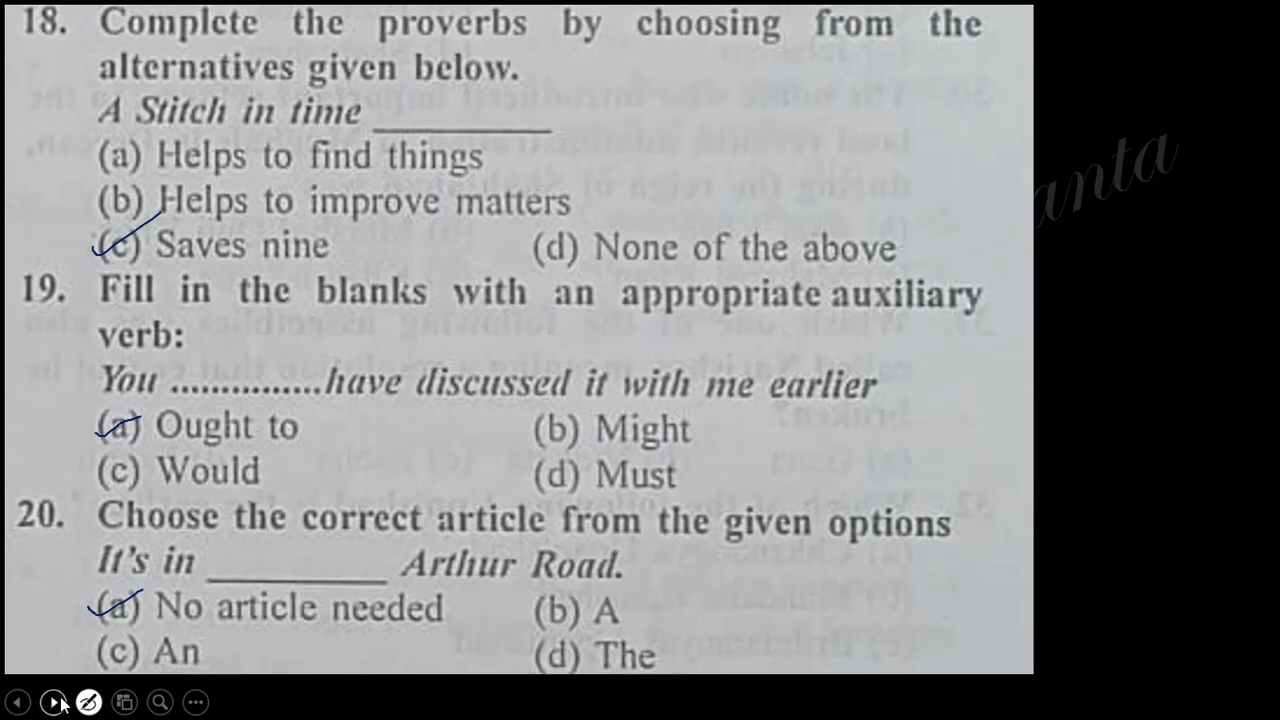 18. Complete the proverbs by choosing from the
alternatives given below.
A Stitch in time ____________
(a) Helps to find things
(b) Helps to improve matters
(c) Saves nine (d) None of the above
19. Fill in the blanks with an appropriate auxiliary
verb:
You ...............have discussed it with me earlier
(a) Ought to (b) Might
(c) Would (d) Must
20. Choose the correct article from the given options
It's in ____________ Arthur Road.
(a) No article needed (b) A
(c) An (d) The
anta